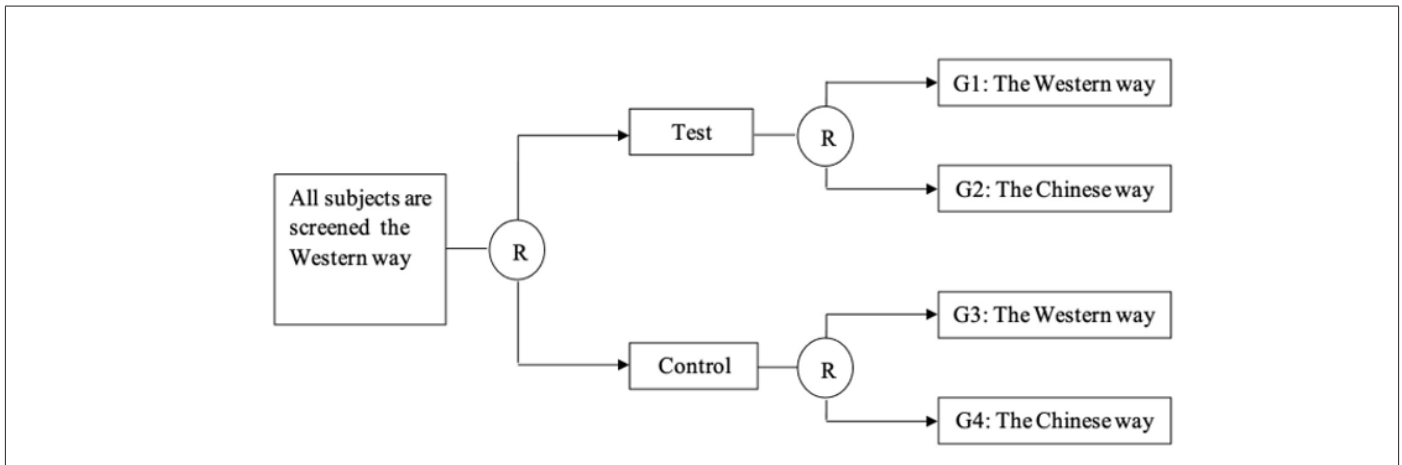 All subjects are
screened the
Western way
R
Test
R
G1: The Western way
G2: The Chinese way
Control
R
G3: The Western way
G4: The Chinese way